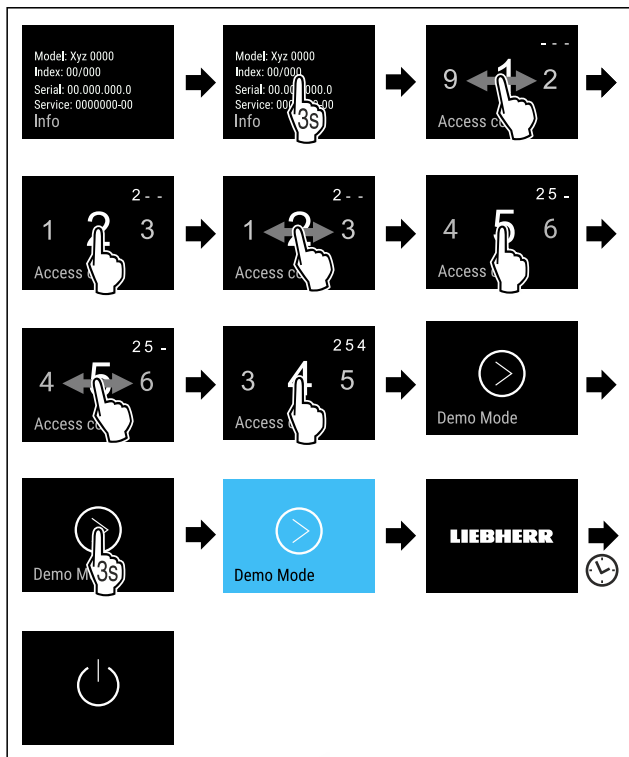 Model: Xyz 0000
Index: 00/000
Serial: 00.000.000.0
Service: 0000000-00
Info
Model: Xyz 0000
Index: 00/000
Serial: 00.000.000.0
Service: 00 00
Info
3s
- - -
9 1 2
Access c
2 - -
1 2 3
Access c
2 - -
1 2 3
Access c
2 5 -
4 5 6
Access c
2 5 -
4 5 6
Access co
2 5 4
3 4 5
Access
Demo Mode
Demo M
3s
Demo Mode
LIEBHERR